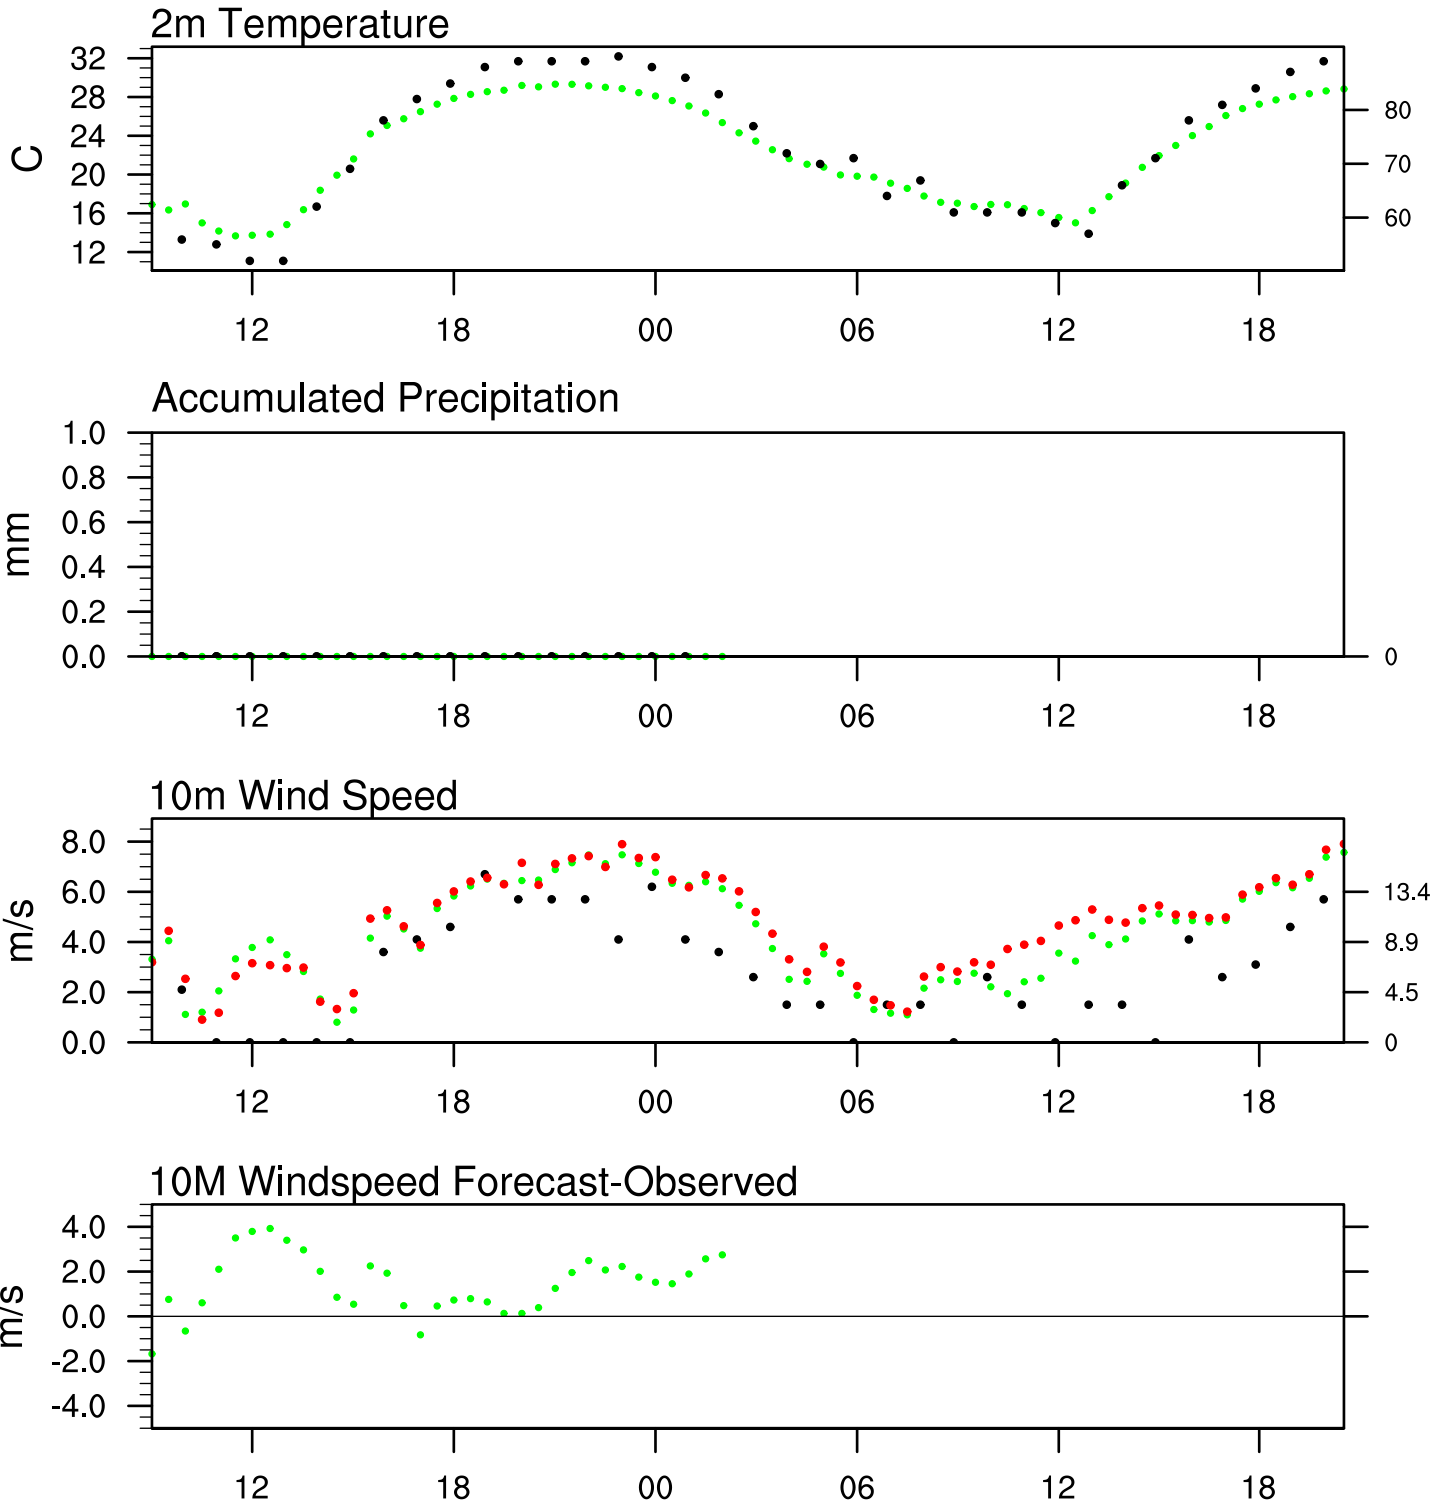 2m Temperature
32
28
24
20
16
12
C
80
70
60
12 18 00 06 12 18
Accumulated Precipitation
1.0
0.8
0.6
0.4
0.2
0.0
mm
0
12 18 00 06 12 18
10m Wind Speed
8.0
6.0
4.0
2.0
0.0
m/s
13.4
8.9
4.5
0
12 18 00 06 12 18
10M Windspeed Forecast-Observed
4.0
2.0
0.0
-2.0
-4.0
m/s
12 18 00 06 12 18